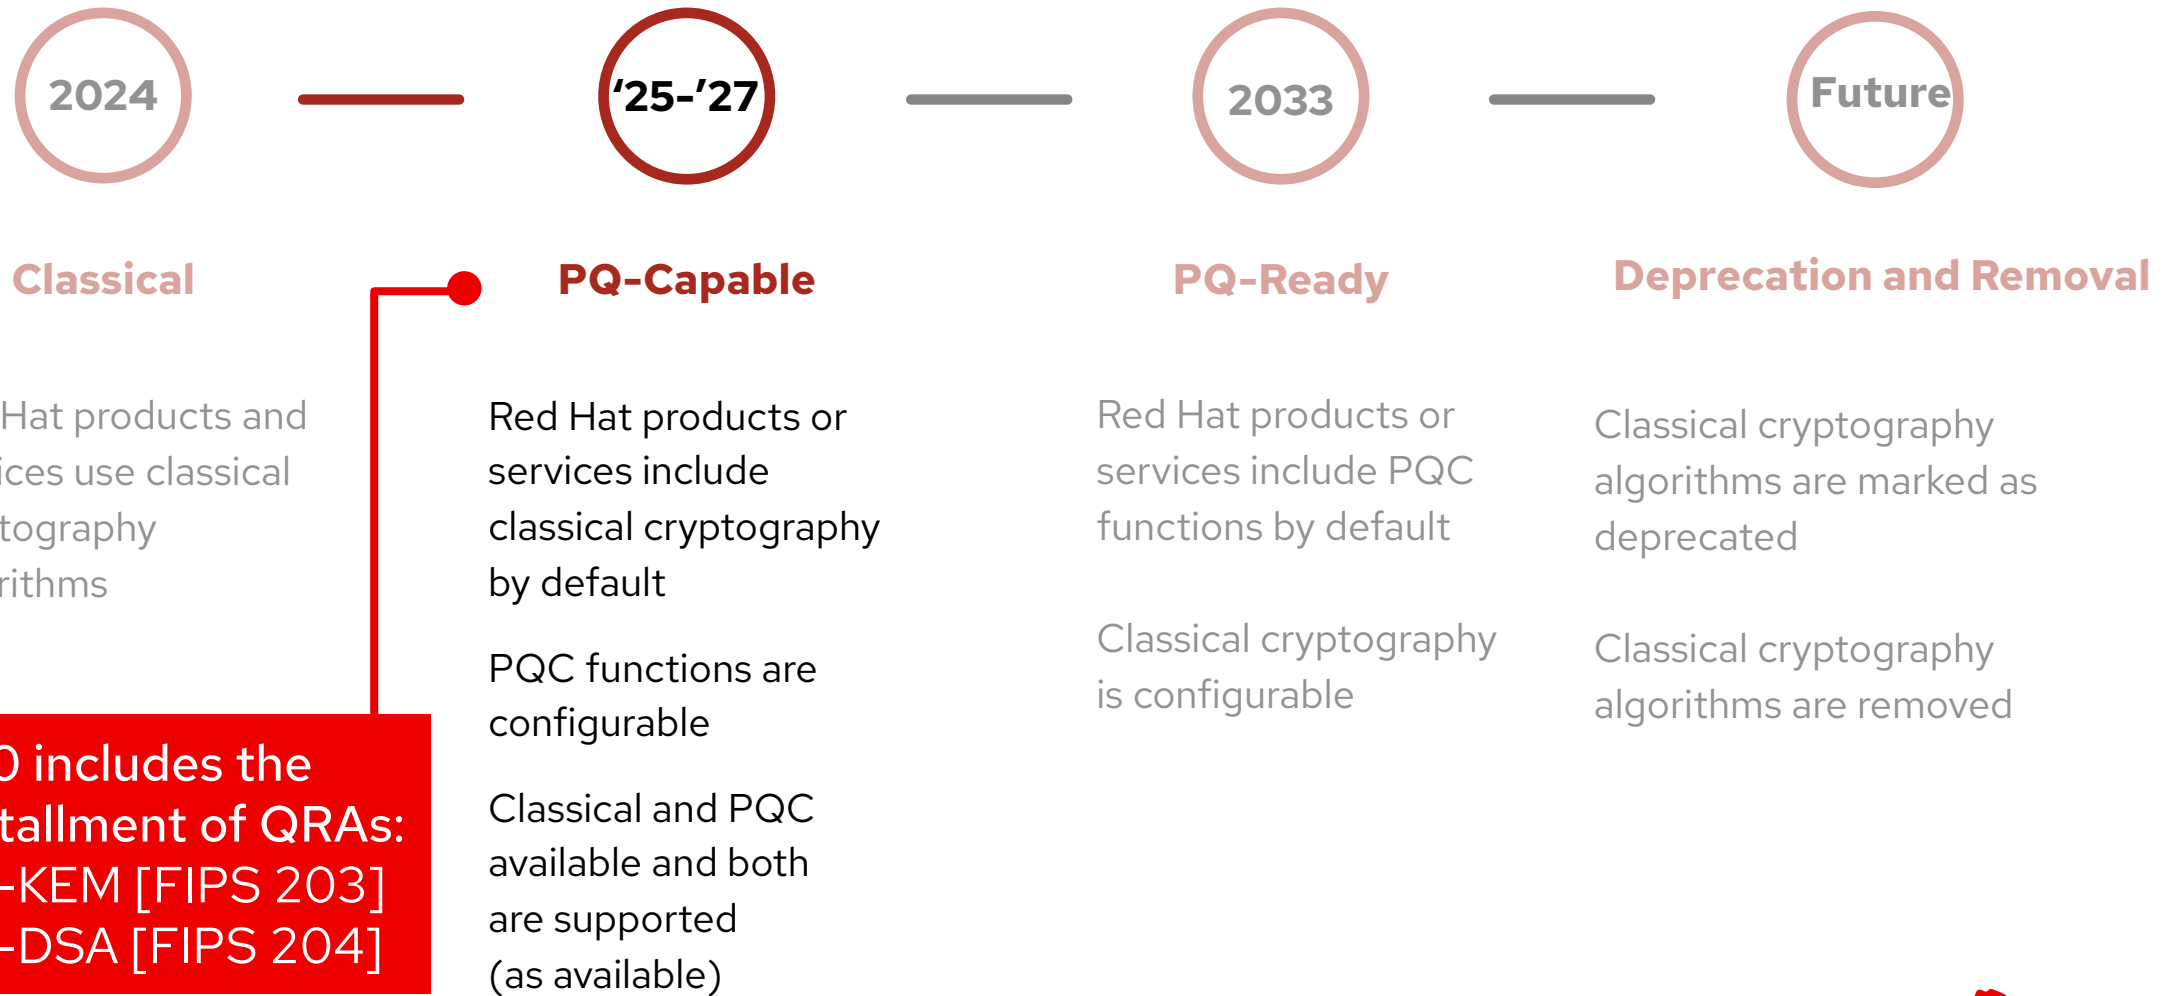 2024
‘25-’27
2033
Future
Classical
PQ-Capable
PQ-Ready
Deprecation and Removal
Hat products and
ices use classical
tography
rithms
0 includes the
tallment of QRAs:
-KEM [FIPS 203]
-DSA [FIPS 204]
Red Hat products or
services include
classical cryptography
by default
PQC functions are
configurable
Classical and PQC
available and both
are supported
(as available)
Red Hat products or
services include PQC
functions by default
Classical cryptography
is configurable
Classical cryptography
algorithms are marked as
deprecated
Classical cryptography
algorithms are removed